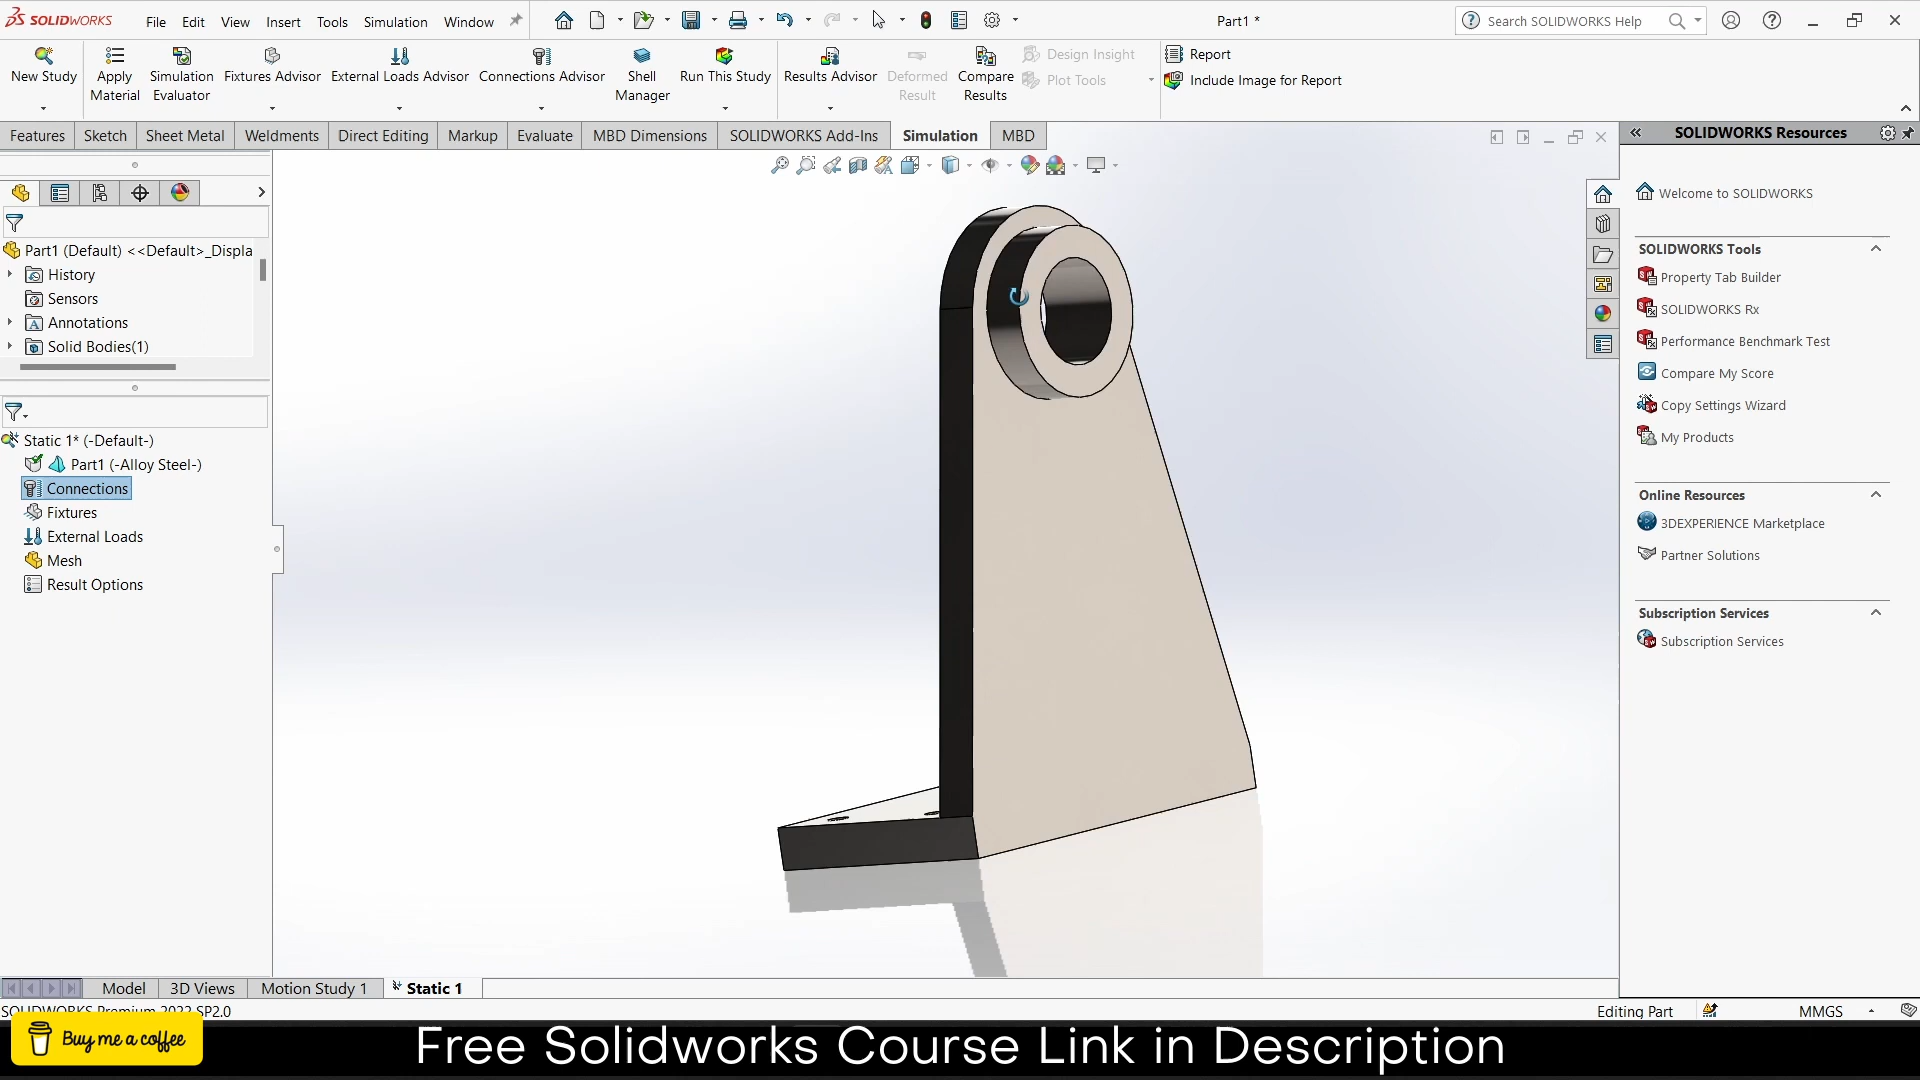 SOLIDWORKS File Edit View Insert Tools Simulation Window
Part1 *
Search SOLIDWORKS Help
New Study
Apply Material
Simulation Evaluator
Fixtures Advisor
External Loads Advisor
Connections Advisor
Shell Manager
Run This Study
Results Advisor
Deformed Result
Compare Results
Design Insight
Plot Tools
Report
Include Image for Report
Features Sketch Sheet Metal Weldments Direct Editing Markup Evaluate MBD Dimensions SOLIDWORKS Add-Ins Simulation MBD
Part1 (Default) <<Default>_Displa
History
Sensors
Annotations
Solid Bodies(1)
Static 1* (-Default-)
Part1 (-Alloy Steel-)
Connections
Fixtures
External Loads
Mesh
Result Options
SOLIDWORKS Resources
Welcome to SOLIDWORKS
SOLIDWORKS Tools
Property Tab Builder
SOLIDWORKS Rx
Performance Benchmark Test
Compare My Score
Copy Settings Wizard
My Products
Online Resources
3DEXPERIENCE Marketplace
Partner Solutions
Subscription Services
Subscription Services
Model 3D Views Motion Study 1 Static 1
SOLIDWORKS Premium 2022 SP2.0
Editing Part MMGS
Buy me a coffee
Free Solidworks Course Link in Description